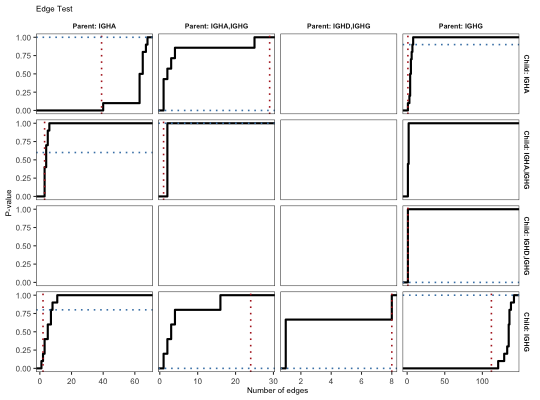 Edge Test
Parent: IGHA
Parent: IGHA,IGHG
Parent: IGHD,IGHG
Parent: IGHG
P-value
1.00
0.75
0.50
0.25
0.00
Child: IGHA
1.00
0.75
0.50
0.25
0.00
Child: IGHA,IGHG
1.00
0.75
0.50
0.25
0.00
Child: IGHD,IGHG
1.00
0.75
0.50
0.25
0.00
Child: IGHG
0 20 40 60
0 10 20 30
0 2 4 6 8
0 50 100
Number of edges